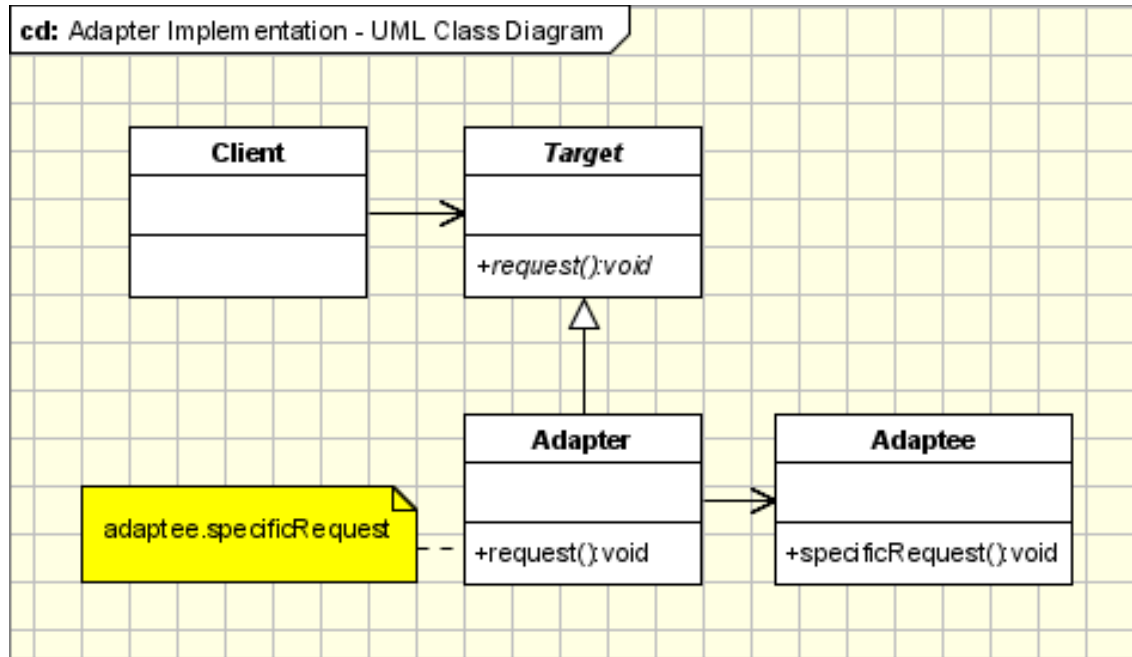 cd: Adapter Implementation - UML Class Diagram
Client
Target
+request():void
Adapter
Adaptee
adaptee.specificRequest
+request():void
+specificRequest():void